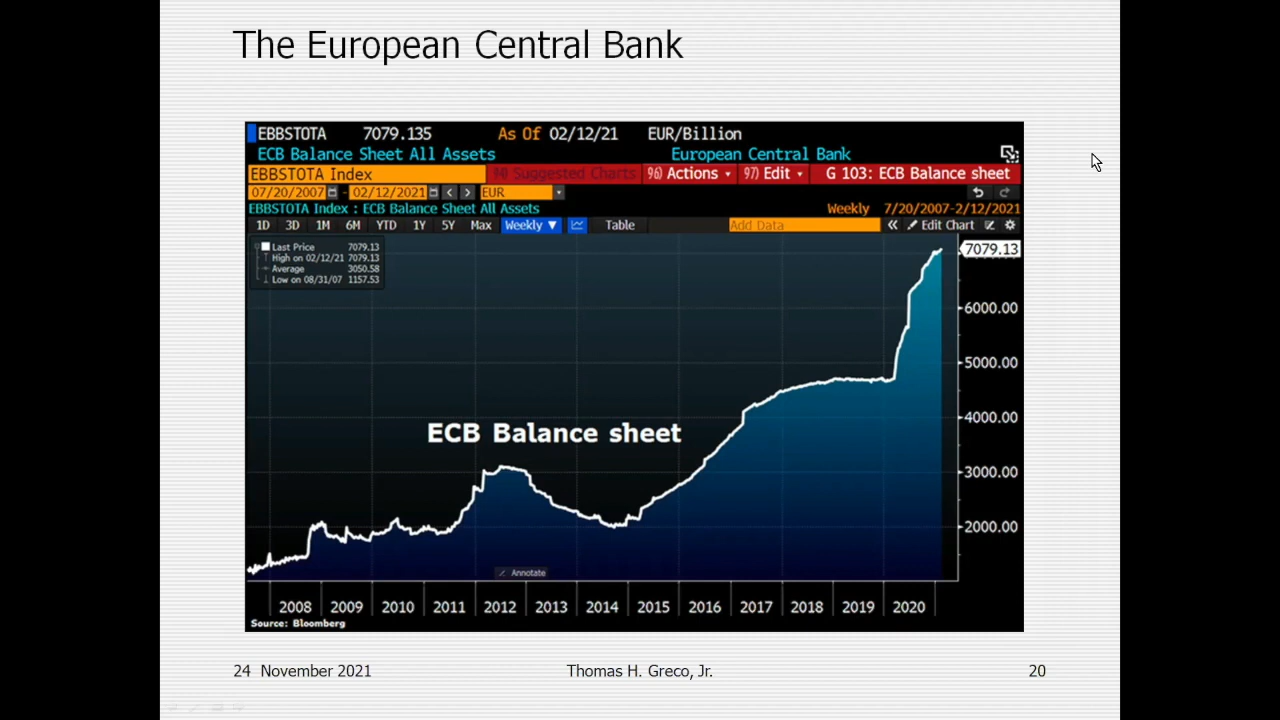 The European Central Bank
EBBSTOTA 7079.135 As Of 02/12/21 EUR/Billion
ECB Balance Sheet All Assets European Central Bank
EBBSTOTA Index 94) Suggested Charts 96) Actions 97) Edit G 103: ECB Balance sheet
07/20/2007 - 02/12/2021 < > EUR
EBBSTOTA Index : ECB Balance Sheet All Assets Weekly 7/20/2007-2/12/2021
1D 3D 1M 6M YTD 1Y 5Y Max Weekly ▼ Table Add Data « Edit Chart
Last Price 7079.13
High on 02/12/21 7079.13
Average 3050.58
Low on 08/31/07 1157.53
7079.13
6000.00
5000.00
4000.00
ECB Balance sheet
3000.00
2000.00
Annotate
2008 2009 2010 2011 2012 2013 2014 2015 2016 2017 2018 2019 2020
Source: Bloomberg
24 November 2021 Thomas H. Greco, Jr. 20